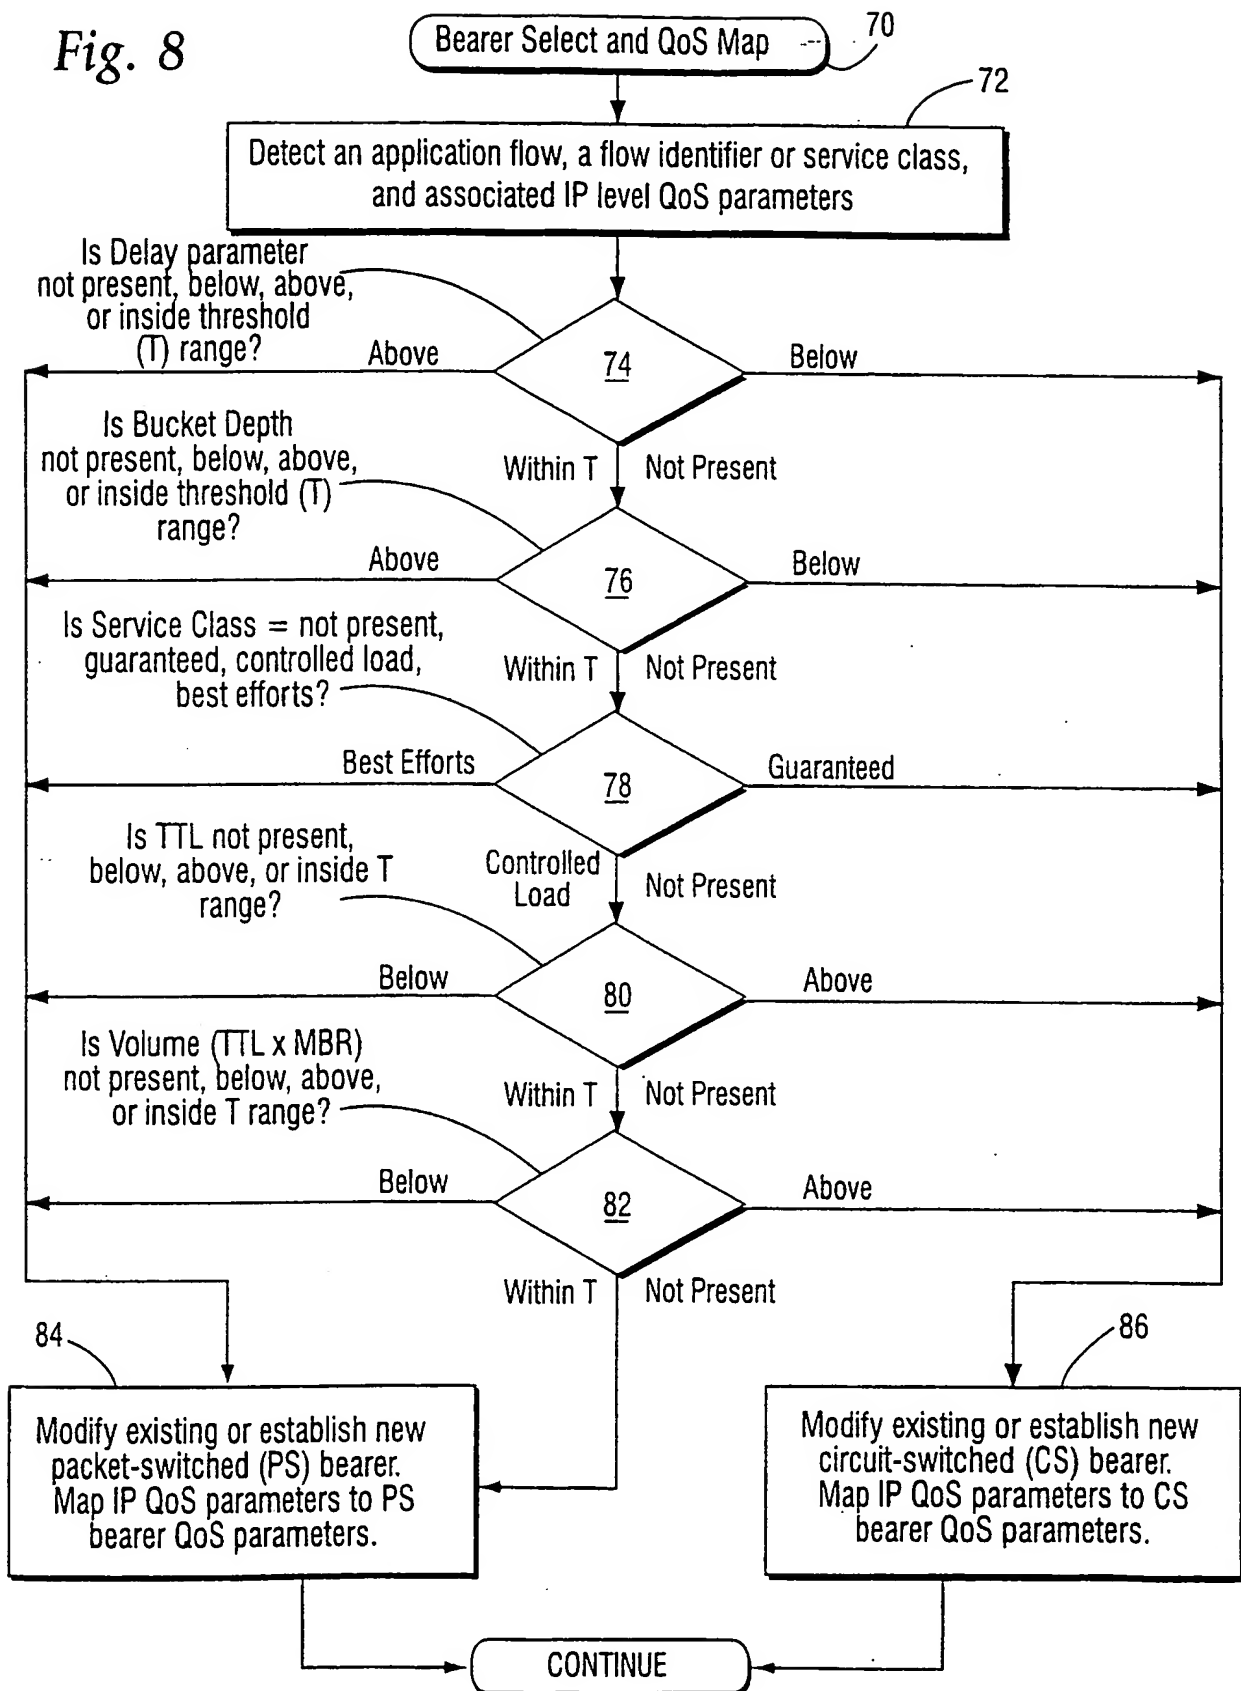 Fig. 8
Bearer Select and QoS Map
70
72
Detect an application flow, a flow identifier or service class,
and associated IP level QoS parameters
Is Delay parameter
not present, below, above,
or inside threshold
(T) range?
Above
74
Below
Within T
Not Present
Is Bucket Depth
not present, below, above,
or inside threshold (T)
range?
Above
76
Below
Within T
Not Present
Is Service Class = not present,
guaranteed, controlled load,
best efforts?
Best Efforts
78
Guaranteed
Controlled
Load
Not Present
Is TTL not present,
below, above, or inside T
range?
Below
80
Above
Within T
Not Present
Is Volume (TTL x MBR)
not present, below, above,
or inside T range?
Below
82
Above
Within T
Not Present
84
Modify existing or establish new
packet-switched (PS) bearer.
Map IP QoS parameters to PS
bearer QoS parameters.
86
Modify existing or establish new
circuit-switched (CS) bearer.
Map IP QoS parameters to CS
bearer QoS parameters.
CONTINUE